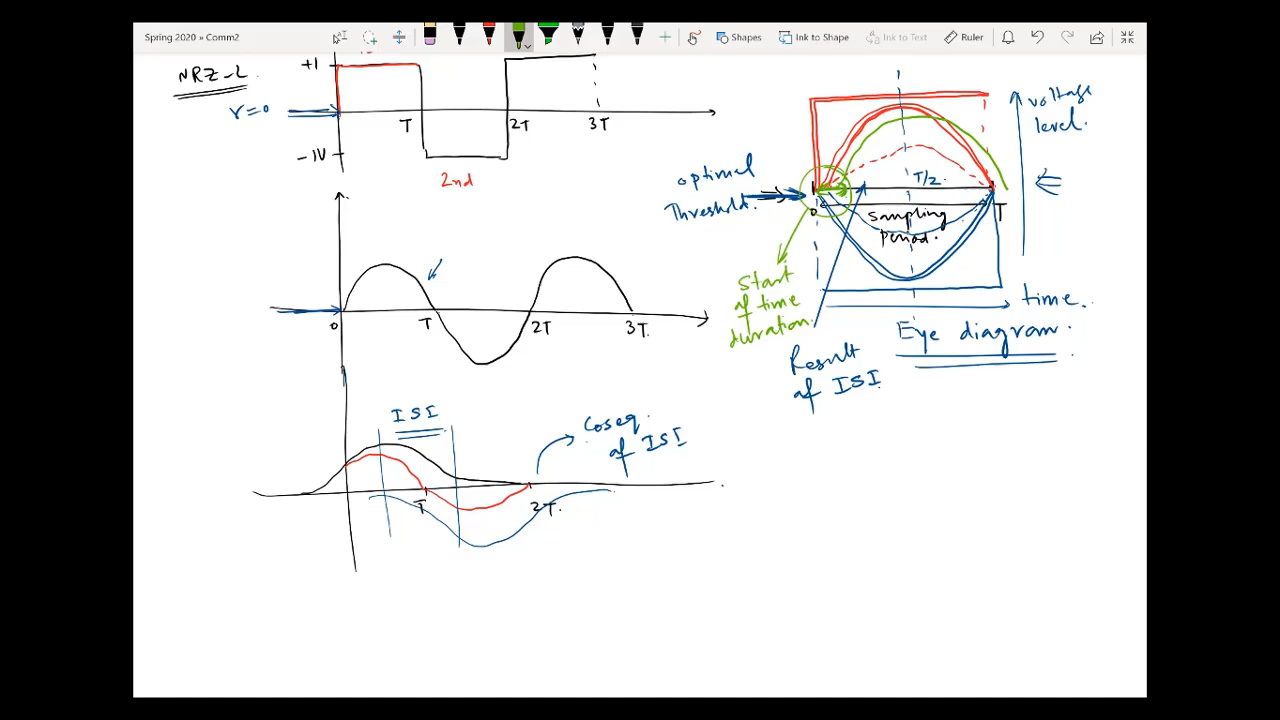 Spring 2020 » Comm2
Shapes
Ink to Shape
Ink to Text
Ruler
NRZ-L
+1
r=0
T
2T
3T
-1V
2nd
0
T
2T
3T.
ISI
Coseq.
of ISI
T
2T.
voltage
level.
optimal
Threshold.
T/2.
0
T
sampling
period.
Start
of time
duration.
time.
Eye diagram.
Result
of ISI.